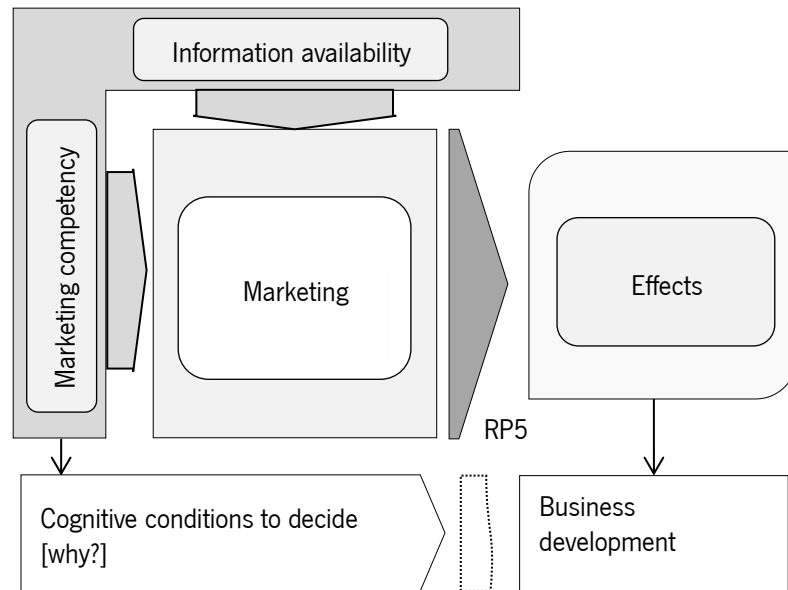 Information availability
Marketing competency
Marketing
Effects
RP5
Cognitive conditions to decide
[why?]
Business
development